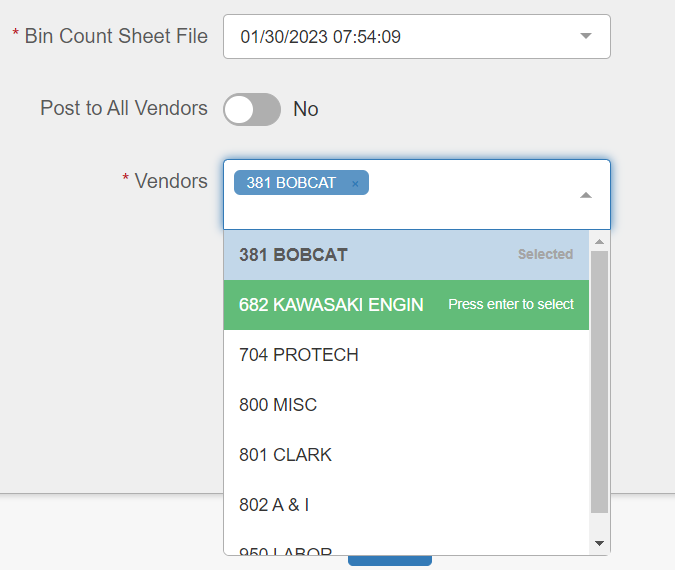 * Bin Count Sheet File 01/30/2023 07:54:09
Post to All Vendors No
* Vendors 381 BOBCAT ×
381 BOBCAT Selected
682 KAWASAKI ENGIN Press enter to select
704 PROTECH
800 MISC
801 CLARK
802 A & I
950 LABOR